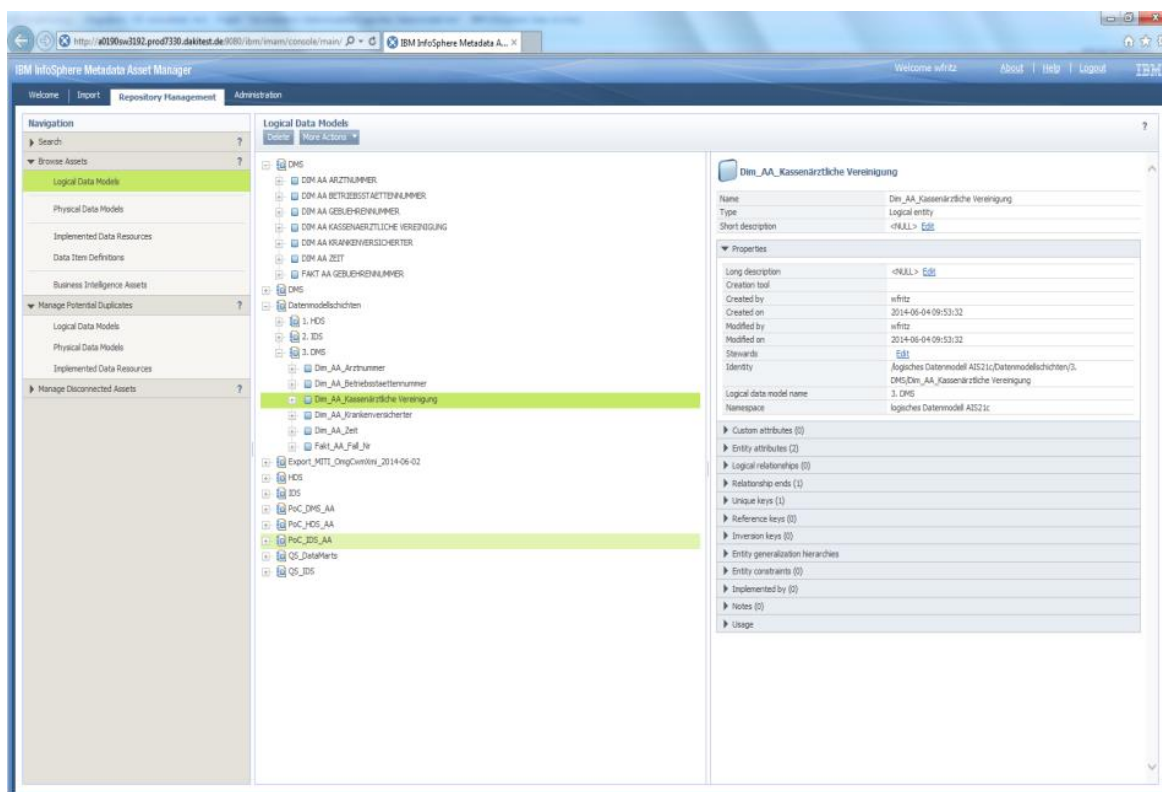 http://a0190sw3192.prod7330.dakitest.de:9080/ibm/imam/console/main/
IBM InfoSphere Metadata A...
IBM InfoSphere Metadata Asset Manager
Welcome wfritz
About | Help | Logout
IBM
Welcome
Import
Repository Management
Administration
Navigation
Search ?
Browse Assets ?
Logical Data Models
Physical Data Models
Implemented Data Resources
Data Item Definitions
Business Intelligence Assets
Manage Potential Duplicates ?
Logical Data Models
Physical Data Models
Implemented Data Resources
Manage Disconnected Assets ?
Logical Data Models
?
Delete
More Actions
DMS
DIM AA ARZTNUMMER
DIM AA BETRIEBSSTAETTENNUMMER
DIM AA GEBUEHRENNUMMER
DIM AA KASSENAERZTLICHE VEREINIGUNG
DIM AA KRANKENVERSICHERTER
DIM AA ZEIT
FAKT AA GEBUEHRENNUMMER
DMS
Datenmodellschichten
1. HDS
2. IDS
3. DMS
Dim_AA_Arztnummer
Dim_AA_Betriebsstaettennummer
Dim_AA_Kassenärztliche Vereinigung
Dim_AA_Krankenversicherter
Dim_AA_Zeit
Fakt_AA_Fall_Nr
Export_MITI_OmgCwmXmi_2014-06-02
HDS
IDS
PoC_DMS_AA
PoC_HDS_AA
PoC_IDS_AA
QS_DataMarts
QS_IDS
Dim_AA_Kassenärztliche Vereinigung
Name Dim_AA_Kassenärztliche Vereinigung
Type Logical entity
Short description <NULL> Edit
Properties
Long description <NULL> Edit
Creation tool
Created by wfritz
Created on 2014-06-04 09:53:32
Modified by wfritz
Modified on 2014-06-04 09:53:32
Stewards Edit
Identity /logisches Datenmodell AIS21c/Datenmodellschichten/3.
DMS/Dim_AA_Kassenärztliche Vereinigung
Logical data model name 3. DMS
Namespace logisches Datenmodell AIS21c
Custom attributes (0)
Entity attributes (2)
Logical relationships (0)
Relationship ends (1)
Unique keys (1)
Reference keys (0)
Inversion keys (0)
Entity generalization hierarchies
Entity constraints (0)
Implemented by (0)
Notes (0)
Usage